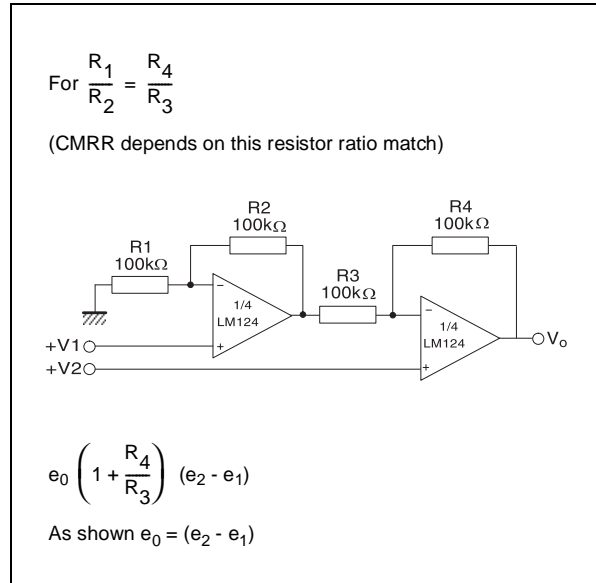 For R1/R2 = R4/R3
(CMRR depends on this resistor ratio match)
R2
100kΩ
R4
100kΩ
R1
100kΩ
R3
100kΩ
1/4
LM124
1/4
LM124
+V1
+V2
Vo
e0 (1 + R4/R3) (e2 - e1)
As shown e0 = (e2 - e1)